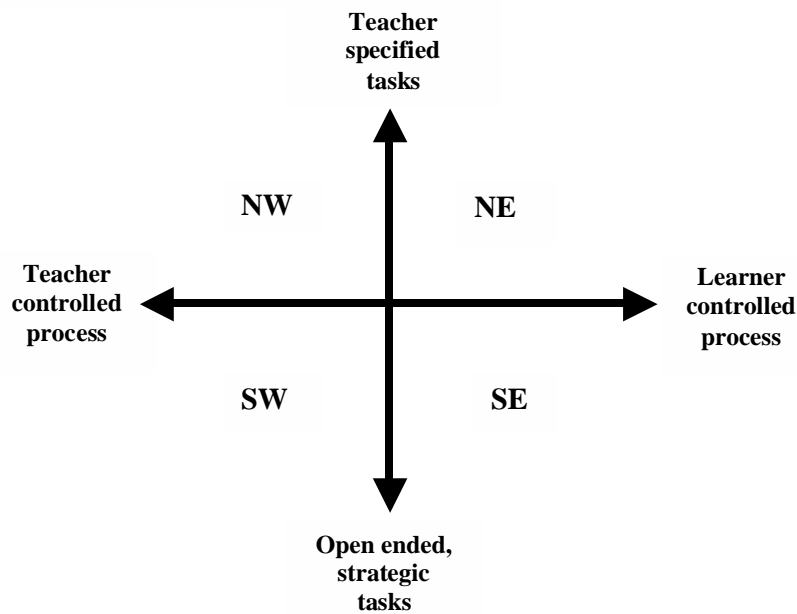 Teacher
specified
tasks
NW
NE
Teacher
controlled
process
Learner
controlled
process
SW
SE
Open ended,
strategic
tasks